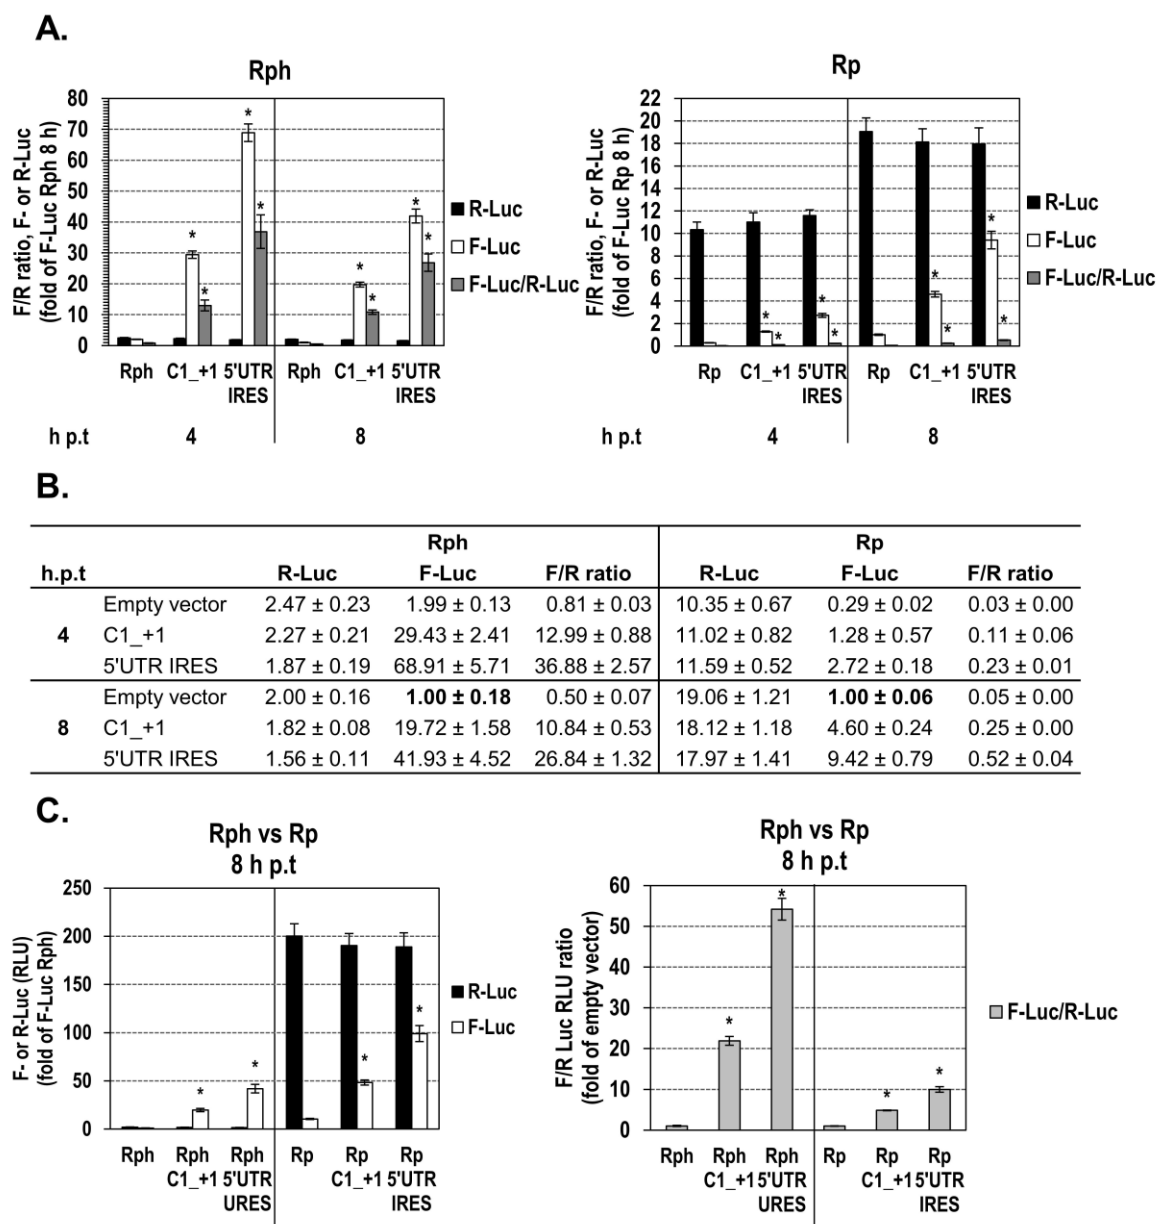 A.
Rph
F/R ratio, F- or R-Luc
(fold of F-Luc Rph 8 h)
80
70
60
50
40
30
20
10
0
* * * * * * * *
R-Luc
F-Luc
F-Luc/R-Luc
Rph C1_+1 5'UTR Rph C1_+1 5'UTR
IRES IRES
h p.t 4 8
Rp
F/R ratio, F- or R-Luc
(fold of F-Luc Rp 8 h)
22
20
18
16
14
12
10
8
6
4
2
0
* * * * * * * *
R-Luc
F-Luc
F-Luc/R-Luc
Rp C1_+1 5'UTR Rp C1_+1 5'UTR
IRES IRES
h p.t 4 8
B.
Rph Rp
h.p.t R-Luc F-Luc F/R ratio R-Luc F-Luc F/R ratio
Empty vector 2.47 ± 0.23 1.99 ± 0.13 0.81 ± 0.03 10.35 ± 0.67 0.29 ± 0.02 0.03 ± 0.00
4 C1_+1 2.27 ± 0.21 29.43 ± 2.41 12.99 ± 0.88 11.02 ± 0.82 1.28 ± 0.57 0.11 ± 0.06
5'UTR IRES 1.87 ± 0.19 68.91 ± 5.71 36.88 ± 2.57 11.59 ± 0.52 2.72 ± 0.18 0.23 ± 0.01
Empty vector 2.00 ± 0.16 1.00 ± 0.18 0.50 ± 0.07 19.06 ± 1.21 1.00 ± 0.06 0.05 ± 0.00
8 C1_+1 1.82 ± 0.08 19.72 ± 1.58 10.84 ± 0.53 18.12 ± 1.18 4.60 ± 0.24 0.25 ± 0.00
5'UTR IRES 1.56 ± 0.11 41.93 ± 4.52 26.84 ± 1.32 17.97 ± 1.41 9.42 ± 0.79 0.52 ± 0.04
C.
Rph vs Rp
8 h p.t
F- or R-Luc (RLU)
(fold of F-Luc Rph)
250
200
150
100
50
0
* * * *
R-Luc
F-Luc
Rph Rph Rph Rp Rp Rp
C1_+1 5'UTR C1_+1 5'UTR
URES IRES
Rph vs Rp
8 h p.t
F/R Luc RLU ratio
(fold of empty vector)
60
50
40
30
20
10
0
* * * *
F-Luc/R-Luc
Rph Rph Rph Rp Rp Rp
C1_+1 5'UTR C1_+1 5'UTR
URES IRES